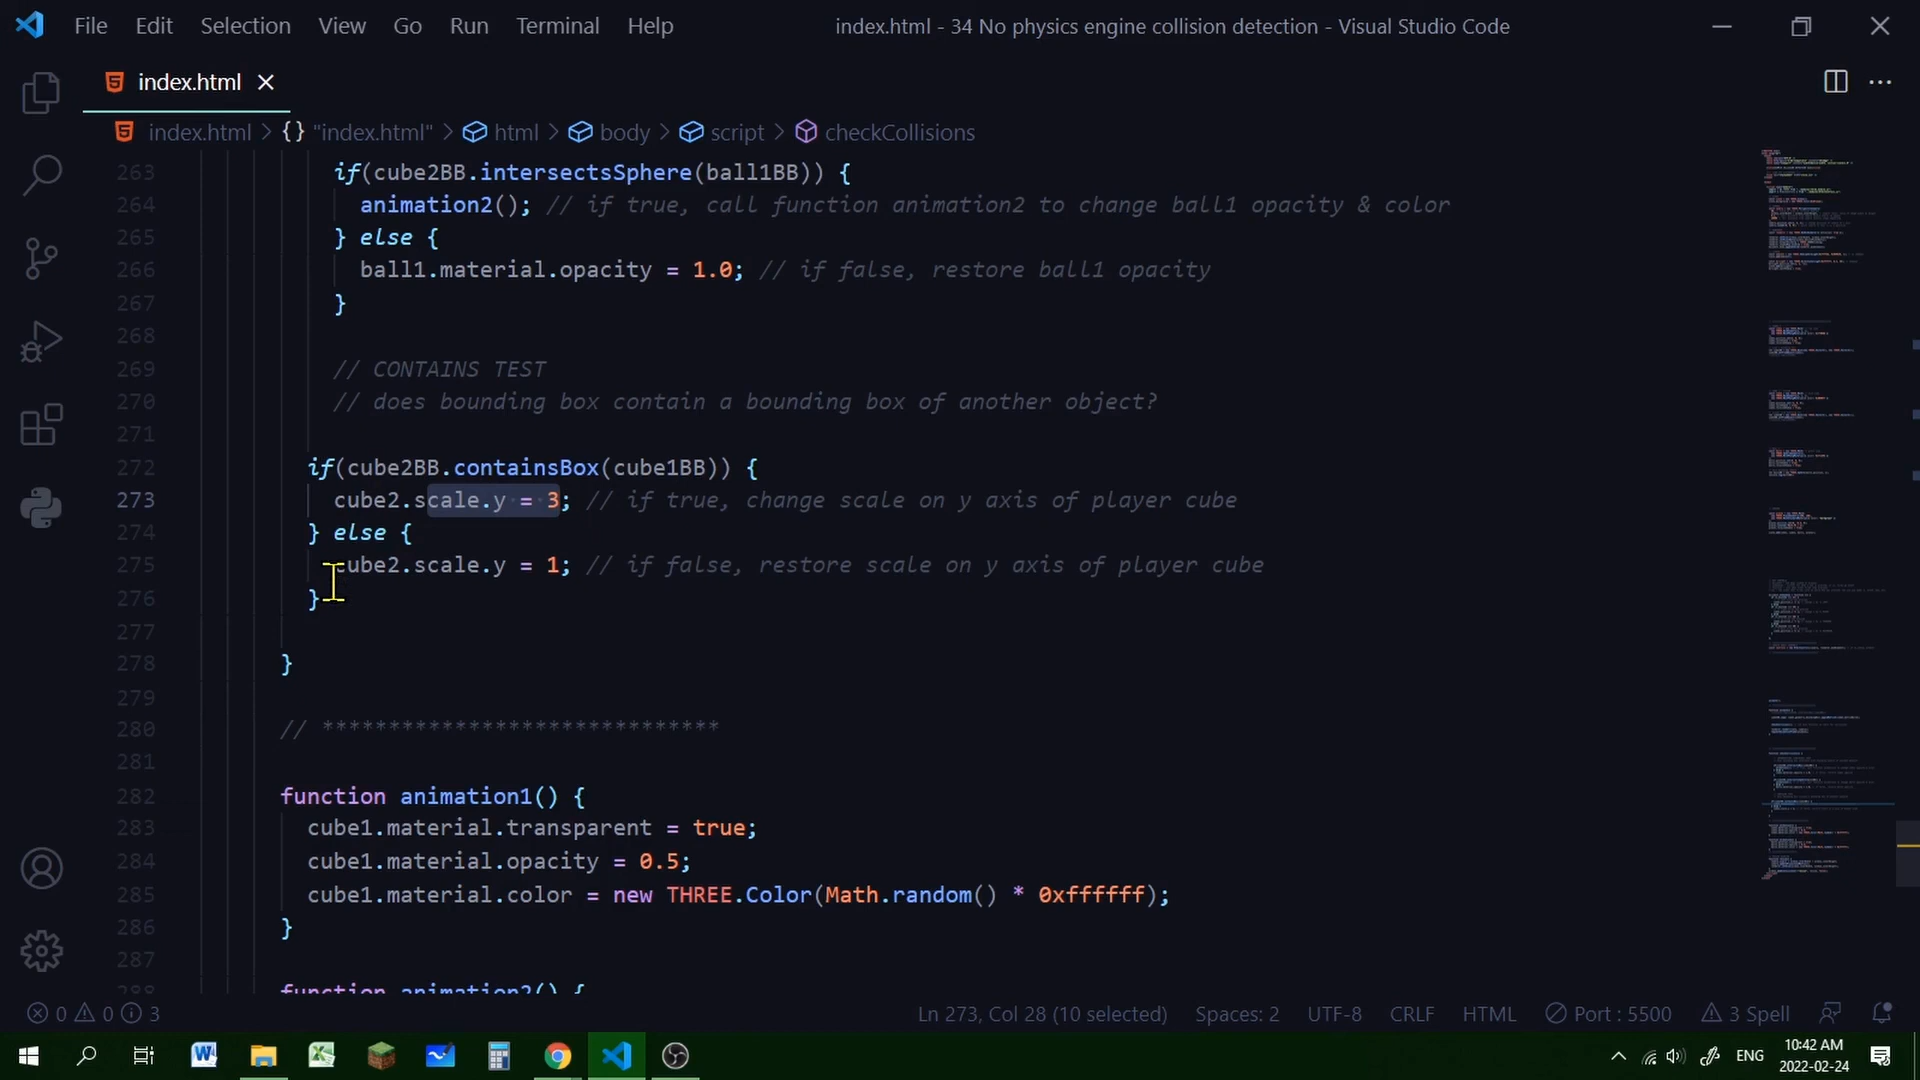 File Edit Selection View Go Run Terminal Help index.html - 34 No physics engine collision detection - Visual Studio Code
index.html
index.html > {} "index.html" > html > body > script > checkCollisions
263 if(cube2BB.intersectsSphere(ball1BB)) {
264 animation2(); // if true, call function animation2 to change ball1 opacity & color
265 } else {
266 ball1.material.opacity = 1.0; // if false, restore ball1 opacity
267 }
268
269 // CONTAINS TEST
270 // does bounding box contain a bounding box of another object?
271
272 if(cube2BB.containsBox(cube1BB)) {
273 cube2.scale.y = 3; // if true, change scale on y axis of player cube
274 } else {
275 cube2.scale.y = 1; // if false, restore scale on y axis of player cube
276 }
277
278 }
279
280 // ******************************
281
282 function animation1() {
283 cube1.material.transparent = true;
284 cube1.material.opacity = 0.5;
285 cube1.material.color = new THREE.Color(Math.random() * 0xffffff);
286 }
287
288 function animation2() {
0 0 3 Ln 273, Col 28 (10 selected) Spaces: 2 UTF-8 CRLF HTML Port : 5500 3 Spell
ENG 10:42 AM
2022-02-24